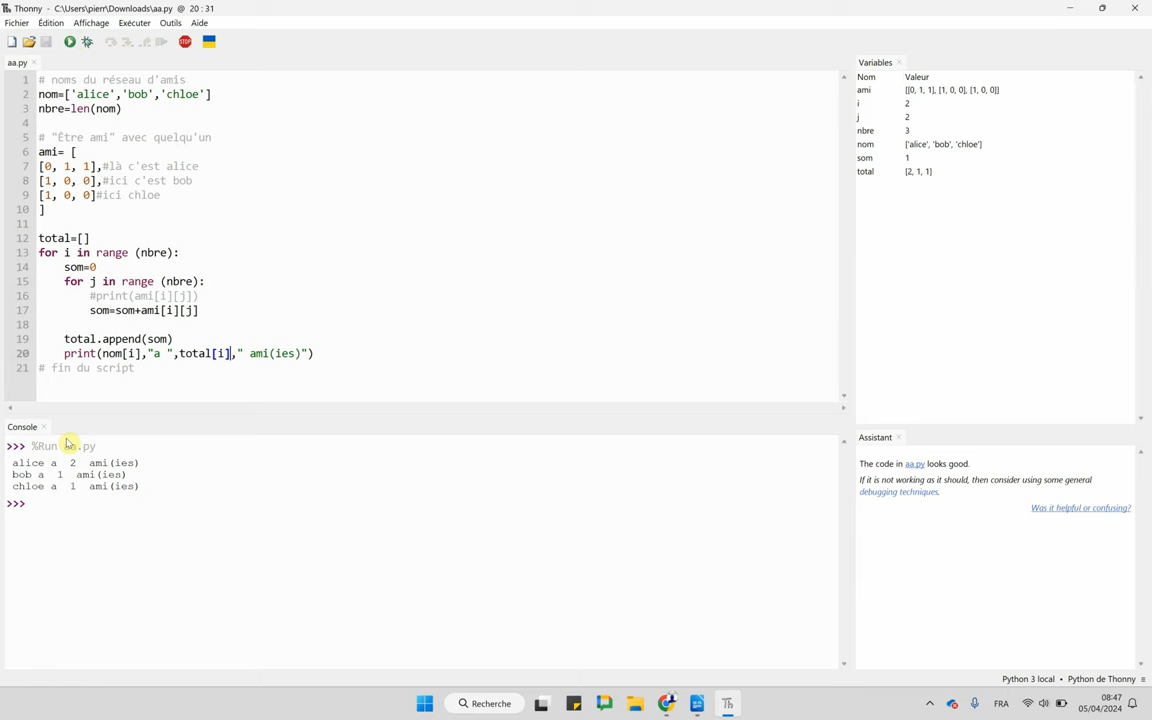 Thonny - C:\Users\pierr\Downloads\aa.py @ 20 : 31
Fichier Édition Affichage Exécuter Outils Aide
STOP
aa.py ×
1 # noms du réseau d'amis
2 nom=['alice','bob','chloe']
3 nbre=len(nom)
4
5 # "Être ami" avec quelqu'un
6 ami= [
7 [0, 1, 1],#là c'est alice
8 [1, 0, 0],#ici c'est bob
9 [1, 0, 0]#ici chloe
10 ]
11
12 total=[]
13 for i in range (nbre):
14 som=0
15 for j in range (nbre):
16 #print(ami[i][j])
17 som=som+ami[i][j]
18
19 total.append(som)
20 print(nom[i],"a ",total[i]," ami(ies)")
21 # fin du script
Console ×
>>> %Run aa.py
alice a 2 ami(ies)
bob a 1 ami(ies)
chloe a 1 ami(ies)
>>>
Variables ×
Nom Valeur
ami [[0, 1, 1], [1, 0, 0], [1, 0, 0]]
i 2
j 2
nbre 3
nom ['alice', 'bob', 'chloe']
som 1
total [2, 1, 1]
Assistant ×
The code in aa.py looks good.
If it is not working as it should, then consider using some general
debugging techniques.
Was it helpful or confusing?
Python 3 local • Python de Thonny ≡
Recherche
Th
FRA
08:47
05/04/2024